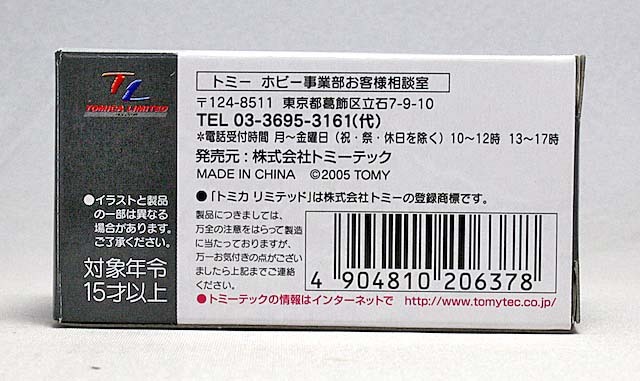 TL
TOMICA LIMITED
トミー ホビー事業部お客様相談室
〒124-8511 東京都葛飾区立石7-9-10
TEL 03-3695-3161(代)
*電話受付時間 月〜金曜日(祝・祭・休日を除く) 10〜12時 13〜17時
発売元:株式会社トミーテック
MADE IN CHINA ©2005 TOMY
●「トミカ リミテッド」は株式会社トミーの登録商標です。
●イラストと製品
の一部は異なる
場合があります。
ご了承ください。
対象年令
15才以上
製品につきましては、
万全の注意をはらって製造
に当たっておりますが、
万一お気付きの点がござい
ましたら上記までご連絡
ください。
4 904810 206378
●トミーテックの情報はインターネットで http://www.tomytec.co.jp/